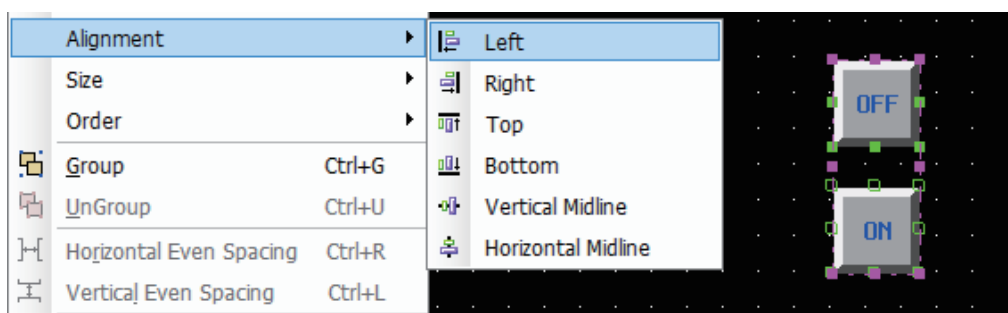 Alignment
Size
Order
Group Ctrl+G
UnGroup Ctrl+U
Horizontal Even Spacing Ctrl+R
Vertical Even Spacing Ctrl+L
Left
Right
Top
Bottom
Vertical Midline
Horizontal Midline
OFF
ON